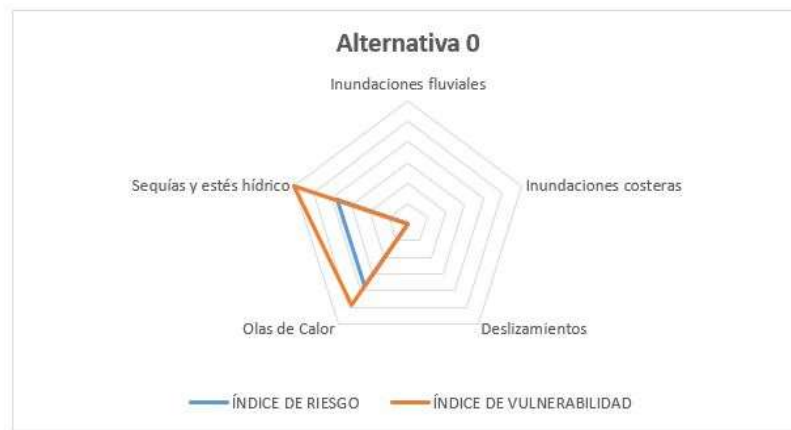 Alternativa 0
Inundaciones fluviales
Sequías y estés hídrico
Inundaciones costeras
Olas de Calor
Deslizamientos
ÍNDICE DE RIESGO
ÍNDICE DE VULNERABILIDAD